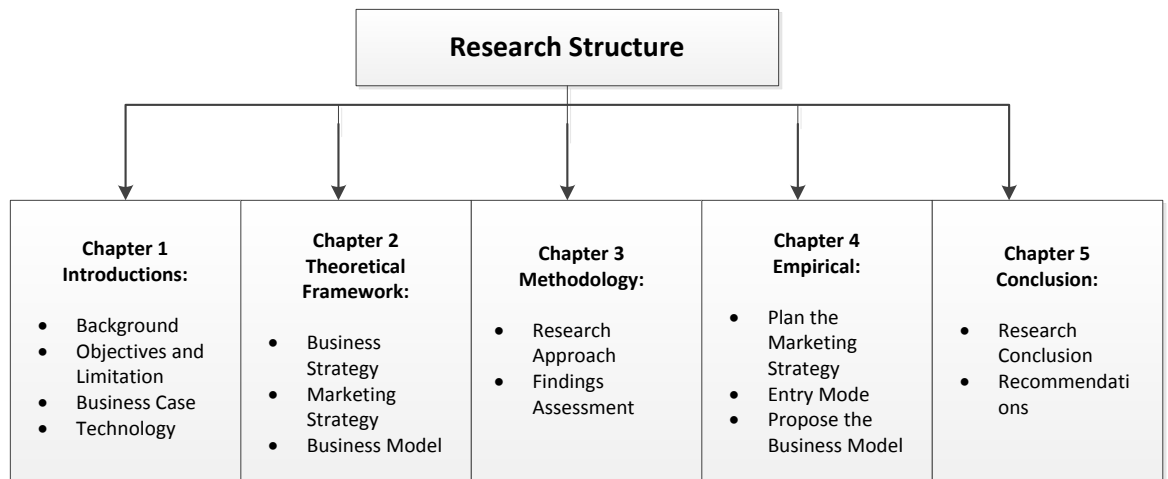 Research Structure
Chapter 1
Introductions:
• Background
• Objectives and
Limitation
• Business Case
• Technology
Chapter 2
Theoretical
Framework:
• Business
Strategy
• Marketing
Strategy
• Business Model
Chapter 3
Methodology:
• Research
Approach
• Findings
Assessment
Chapter 4
Empirical:
• Plan the
Marketing
Strategy
• Entry Mode
• Propose the
Business Model
Chapter 5
Conclusion:
• Research
Conclusion
• Recommendati
ons